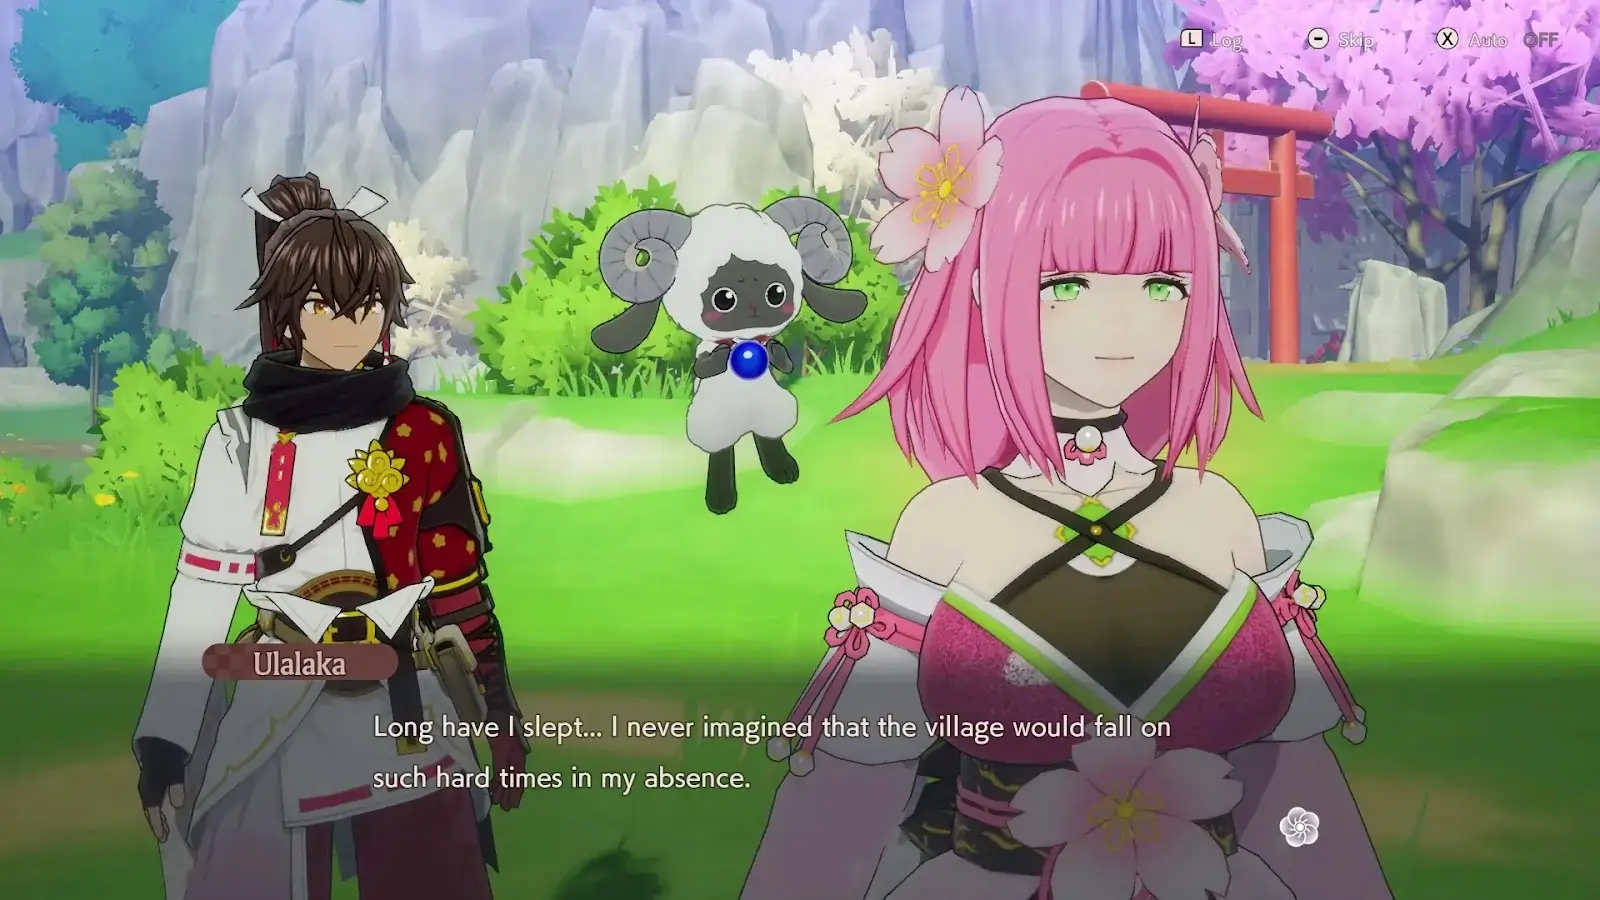 L Log - Skip X Auto OFF
Ulalaka
Long have I slept... I never imagined that the village would fall on
such hard times in my absence.